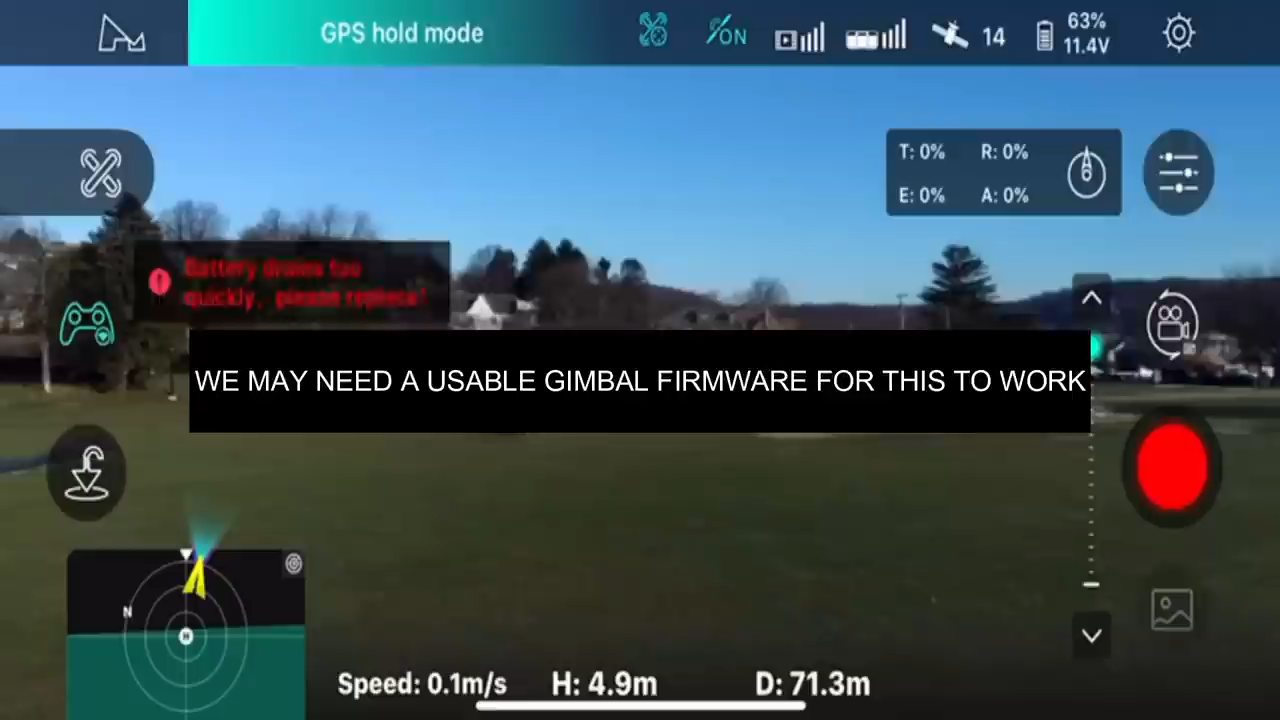 GPS hold mode
ON
14
63%
11.4V
T: 0% R: 0%
E: 0% A: 0%
Battery drains too
quickly, please replace!
WE MAY NEED A USABLE GIMBAL FIRMWARE FOR THIS TO WORK
N
H
Speed: 0.1m/s H: 4.9m D: 71.3m